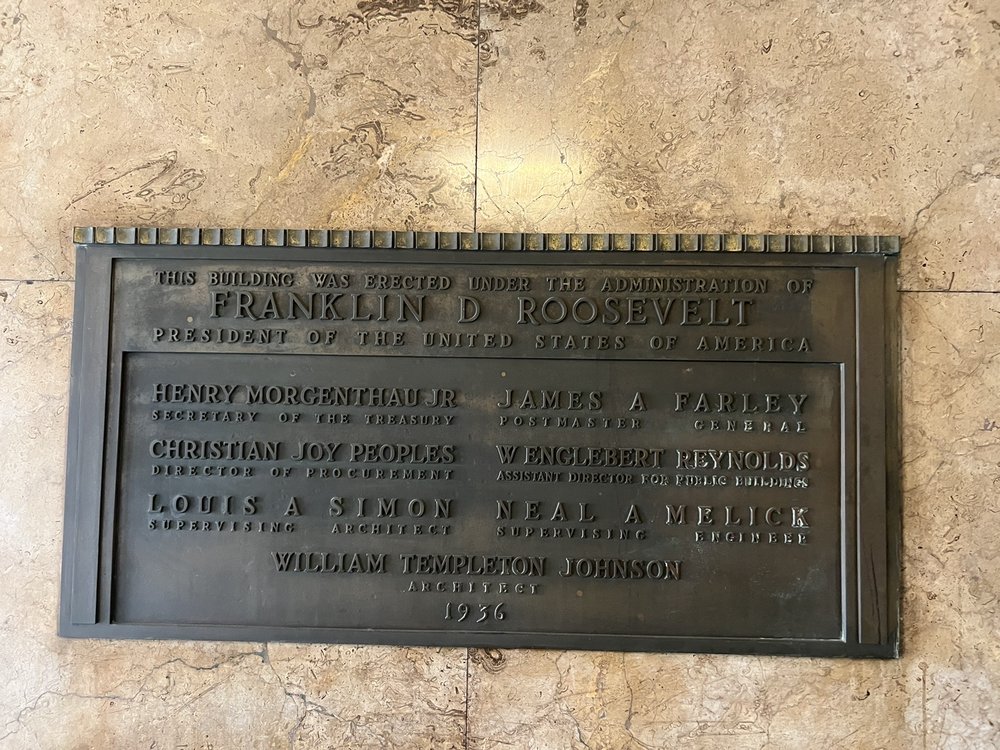 THIS BUILDING WAS ERECTED UNDER THE ADMINISTRATION OF
FRANKLIN D ROOSEVELT
PRESIDENT OF THE UNITED STATES OF AMERICA
HENRY MORGENTHAU JR
SECRETARY OF THE TREASURY
JAMES A FARLEY
POSTMASTER GENERAL
CHRISTIAN JOY PEOPLES
DIRECTOR OF PROCUREMENT
W ENGLEBERT REYNOLDS
ASSISTANT DIRECTOR FOR PUBLIC BUILDINGS
LOUIS A SIMON
SUPERVISING ARCHITECT
NEAL A MELICK
SUPERVISING ENGINEER
WILLIAM TEMPLETON JOHNSON
ARCHITECT
1936